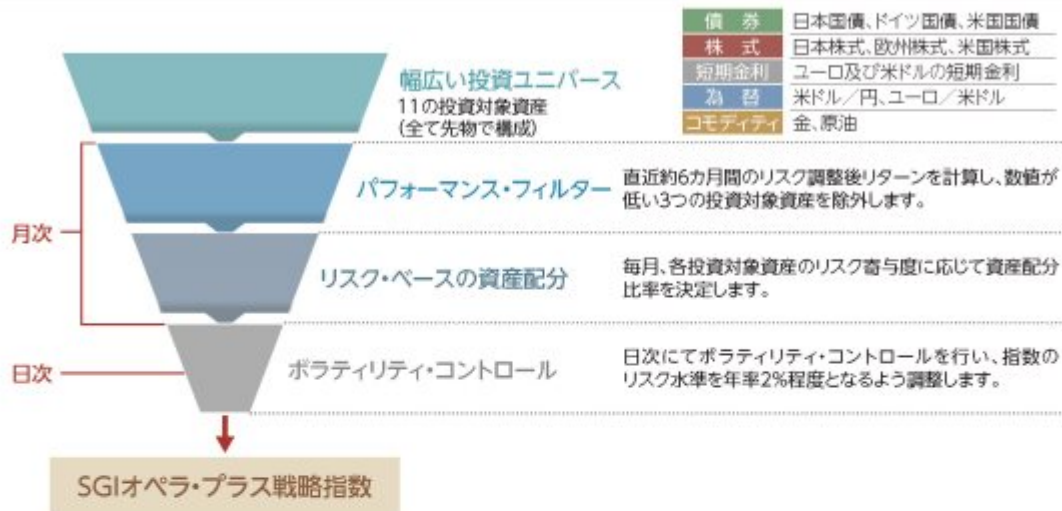 債 券 日本国債、ドイツ国債、米国国債
株 式 日本株式、欧州株式、米国株式
短期金利 ユーロ及び米ドルの短期金利
為 替 米ドル／円、ユーロ／米ドル
コモディティ 金、原油
幅広い投資ユニバース
11の投資対象資産
(全て先物で構成)
月次
パフォーマンス・フィルター
直近約6カ月間のリスク調整後リターンを計算し、数値が
低い3つの投資対象資産を除外します。
リスク・ベースの資産配分
毎月、各投資対象資産のリスク寄与度に応じて資産配分
比率を決定します。
日次
ボラティリティ・コントロール
日次にてボラティリティ・コントロールを行い、指数の
リスク水準を年率2%程度となるよう調整します。
SGIオペラ・プラス戦略指数